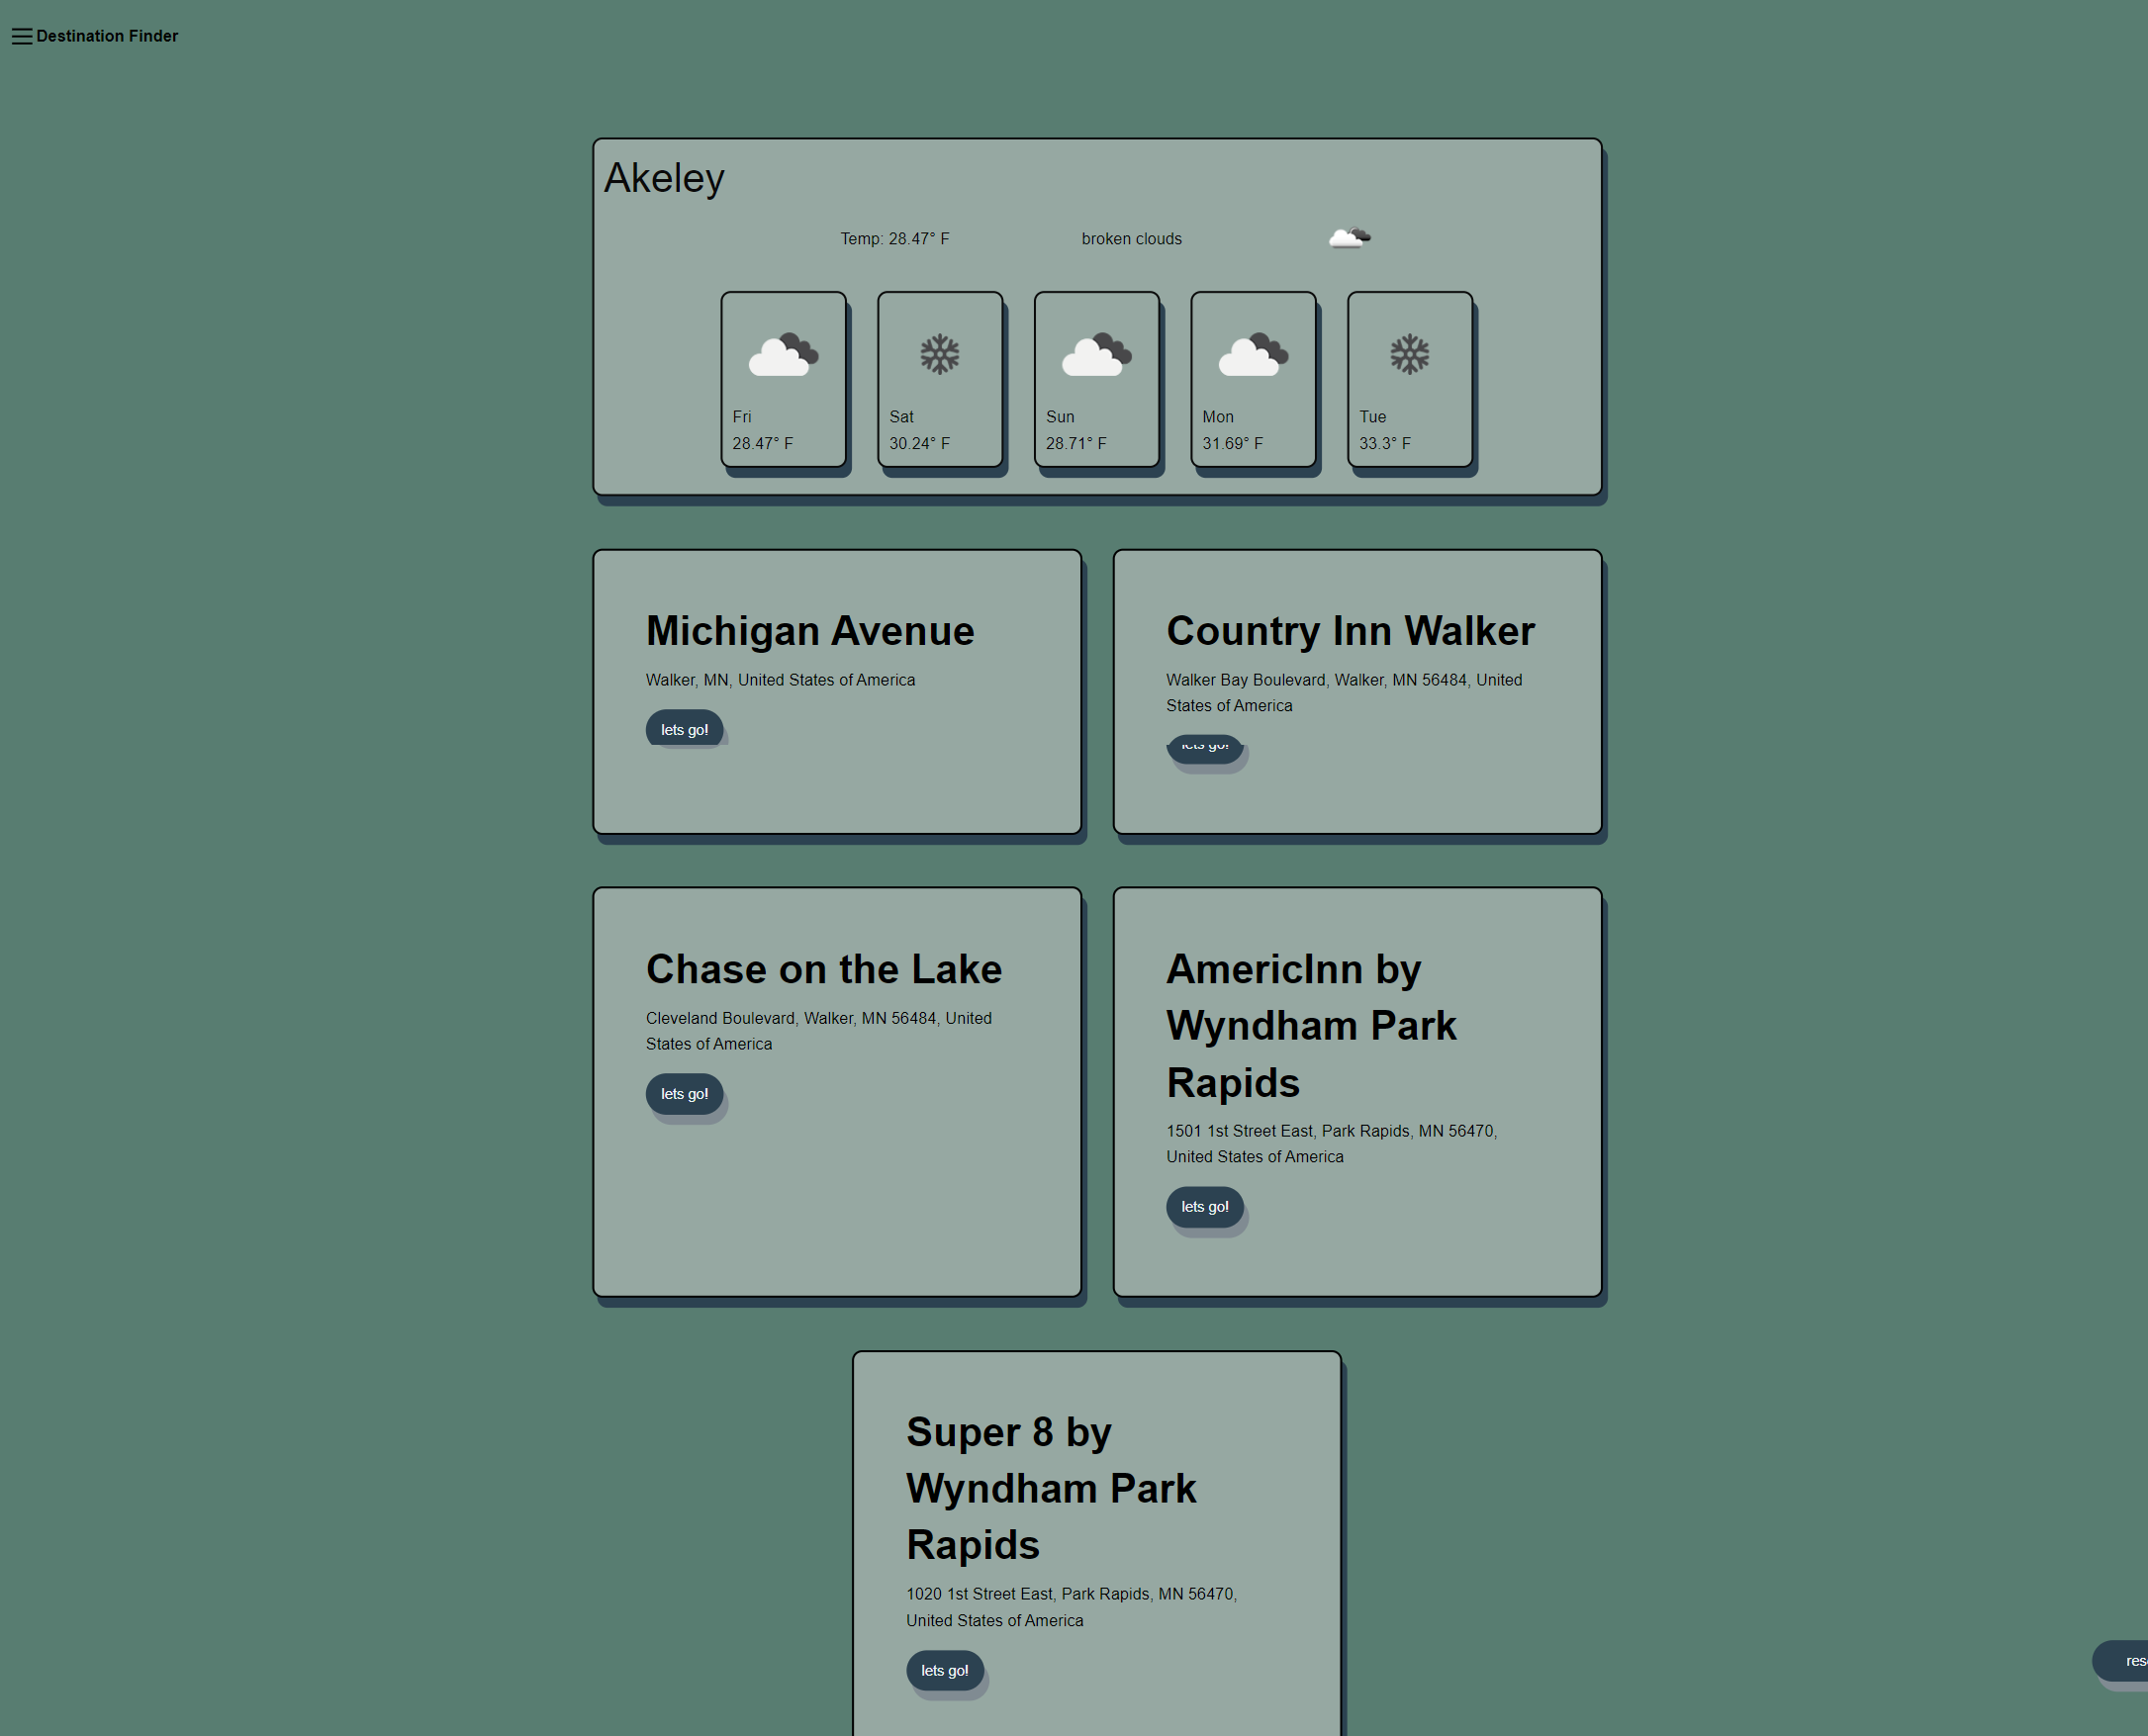 Destination Finder
Akeley
Temp: 28.47° F
broken clouds
Fri
28.47° F
Sat
30.24° F
Sun
28.71° F
Mon
31.69° F
Tue
33.3° F
Michigan Avenue
Walker, MN, United States of America
lets go!
Country Inn Walker
Walker Bay Boulevard, Walker, MN 56484, United
States of America
lets go!
Chase on the Lake
Cleveland Boulevard, Walker, MN 56484, United
States of America
lets go!
AmericInn by
Wyndham Park
Rapids
1501 1st Street East, Park Rapids, MN 56470,
United States of America
lets go!
Super 8 by
Wyndham Park
Rapids
1020 1st Street East, Park Rapids, MN 56470,
United States of America
lets go!